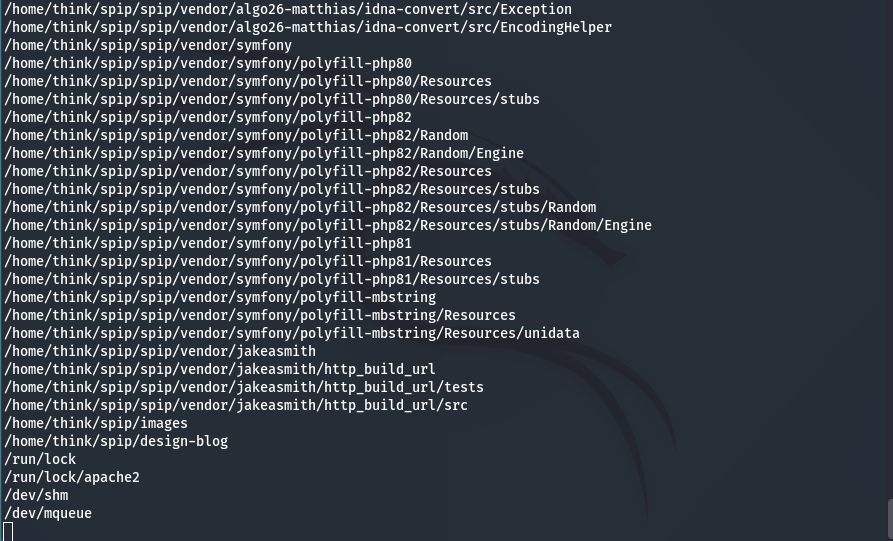 /home/think/spip/spip/vendor/algo26-matthias/idna-convert/src/Exception
/home/think/spip/spip/vendor/algo26-matthias/idna-convert/src/EncodingHelper
/home/think/spip/spip/vendor/symfony
/home/think/spip/spip/vendor/symfony/polyfill-php80
/home/think/spip/spip/vendor/symfony/polyfill-php80/Resources
/home/think/spip/spip/vendor/symfony/polyfill-php80/Resources/stubs
/home/think/spip/spip/vendor/symfony/polyfill-php82
/home/think/spip/spip/vendor/symfony/polyfill-php82/Random
/home/think/spip/spip/vendor/symfony/polyfill-php82/Random/Engine
/home/think/spip/spip/vendor/symfony/polyfill-php82/Resources
/home/think/spip/spip/vendor/symfony/polyfill-php82/Resources/stubs
/home/think/spip/spip/vendor/symfony/polyfill-php82/Resources/stubs/Random
/home/think/spip/spip/vendor/symfony/polyfill-php82/Resources/stubs/Random/Engine
/home/think/spip/spip/vendor/symfony/polyfill-php81
/home/think/spip/spip/vendor/symfony/polyfill-php81/Resources
/home/think/spip/spip/vendor/symfony/polyfill-php81/Resources/stubs
/home/think/spip/spip/vendor/symfony/polyfill-mbstring
/home/think/spip/spip/vendor/symfony/polyfill-mbstring/Resources
/home/think/spip/spip/vendor/symfony/polyfill-mbstring/Resources/unidata
/home/think/spip/spip/vendor/jakeasmith
/home/think/spip/spip/vendor/jakeasmith/http_build_url
/home/think/spip/spip/vendor/jakeasmith/http_build_url/tests
/home/think/spip/spip/vendor/jakeasmith/http_build_url/src
/home/think/spip/images
/home/think/spip/design-blog
/run/lock
/run/lock/apache2
/dev/shm
/dev/mqueue